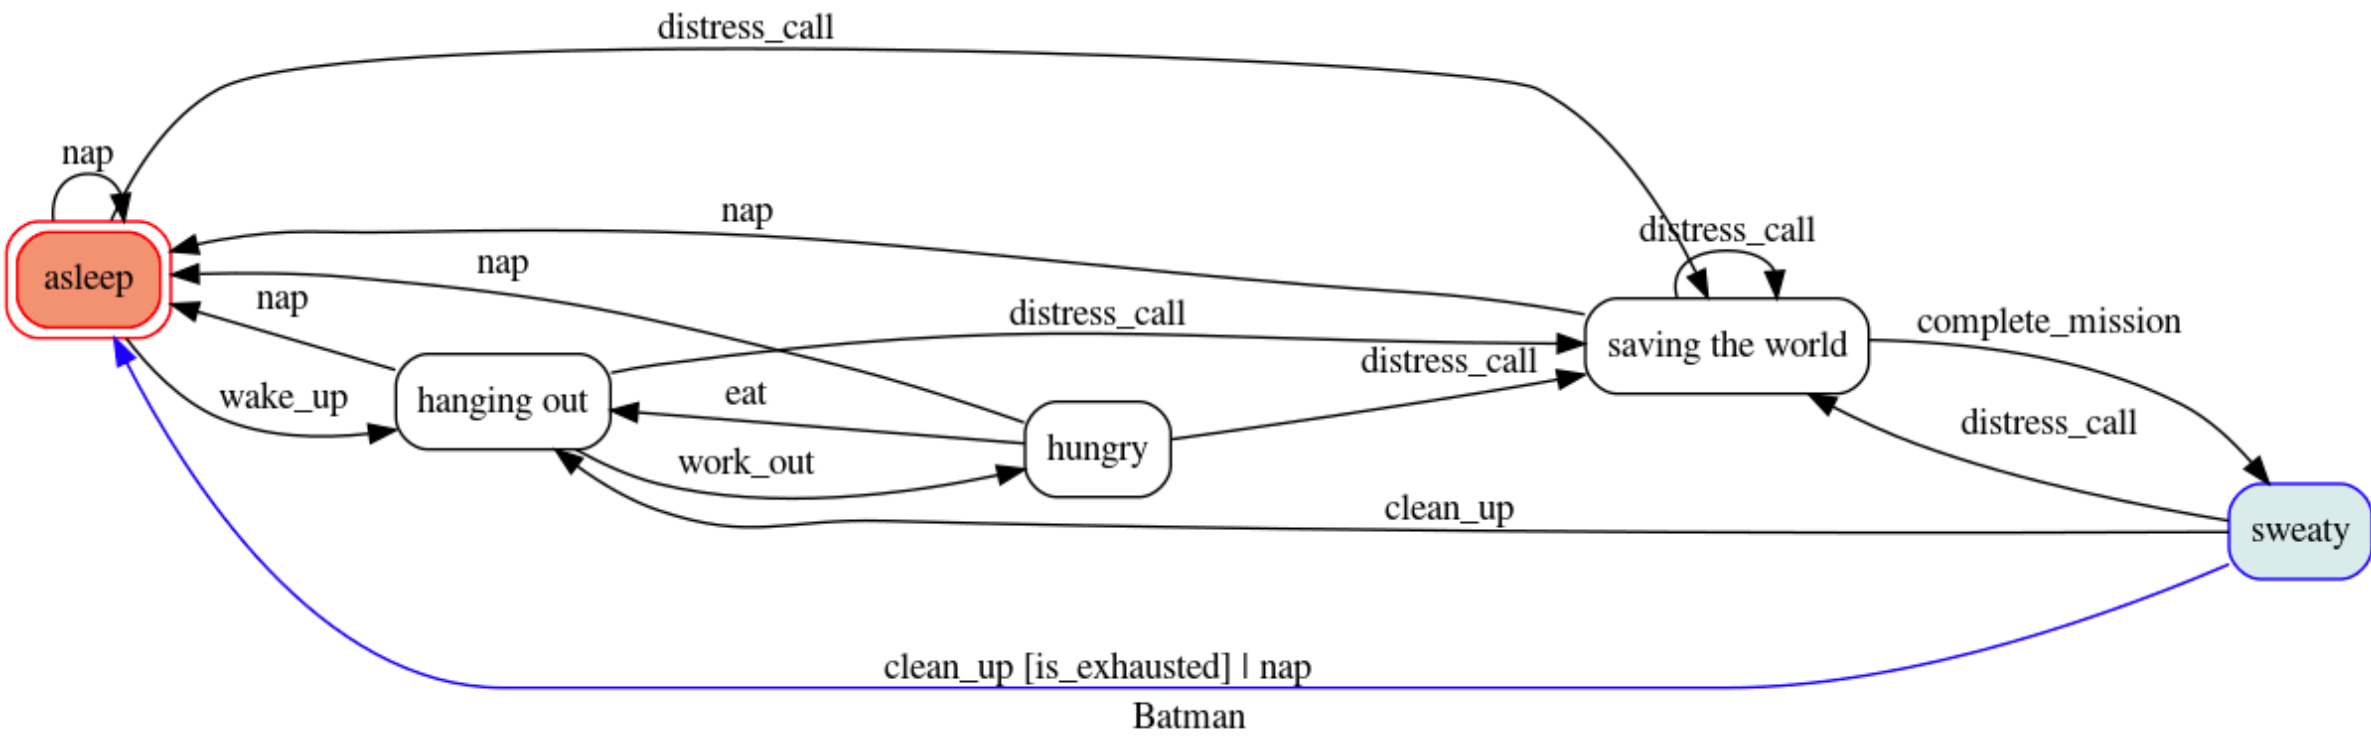 distress_call
nap
nap
distress_call
nap
asleep
nap
distress_call
complete_mission
saving the world
distress_call
eat
wake_up
hanging out
distress_call
hungry
work_out
clean_up
sweaty
clean_up [is_exhausted] | nap
Batman